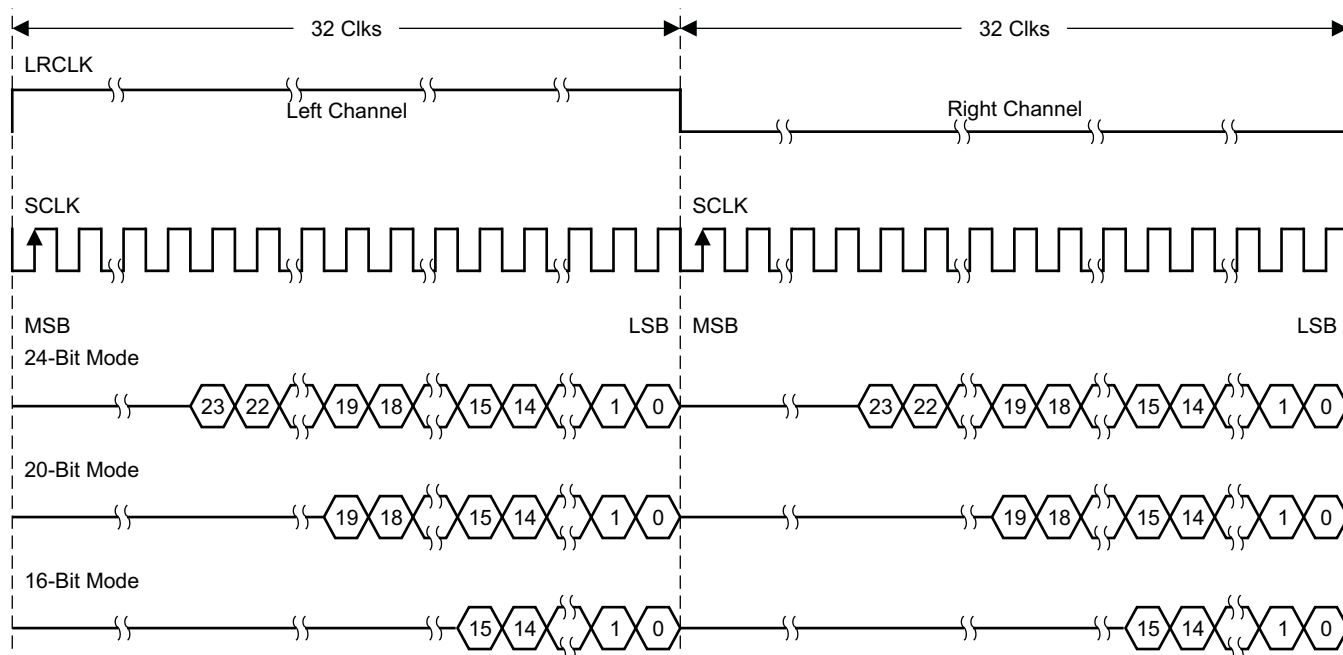 32 Clks 32 Clks
LRCLK
Left Channel Right Channel
SCLK SCLK
MSB LSB MSB LSB
24-Bit Mode
23 22 19 18 15 14 1 0 23 22 19 18 15 14 1 0
20-Bit Mode
19 18 15 14 1 0 19 18 15 14 1 0
16-Bit Mode
15 14 1 0 15 14 1 0